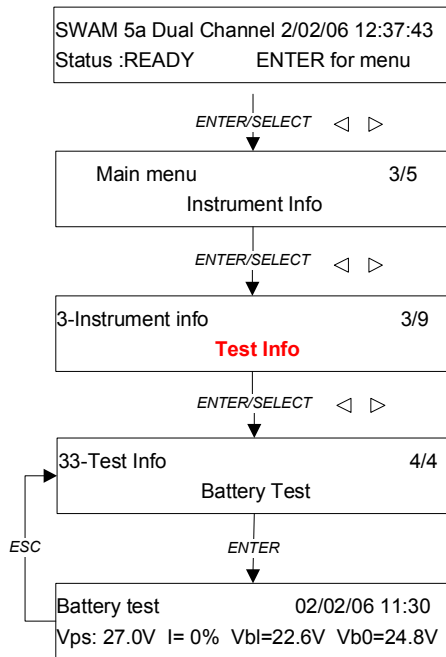 SWAM 5a Dual Channel 2/02/06 12:37:43
Status :READY ENTER for menu
ENTER/SELECT
Main menu 3/5
Instrument Info
ENTER/SELECT
3-Instrument info 3/9
Test Info
ENTER/SELECT
33-Test Info 4/4
Battery Test
ESC ENTER
Battery test 02/02/06 11:30
Vps: 27.0V I= 0% Vbl=22.6V Vb0=24.8V